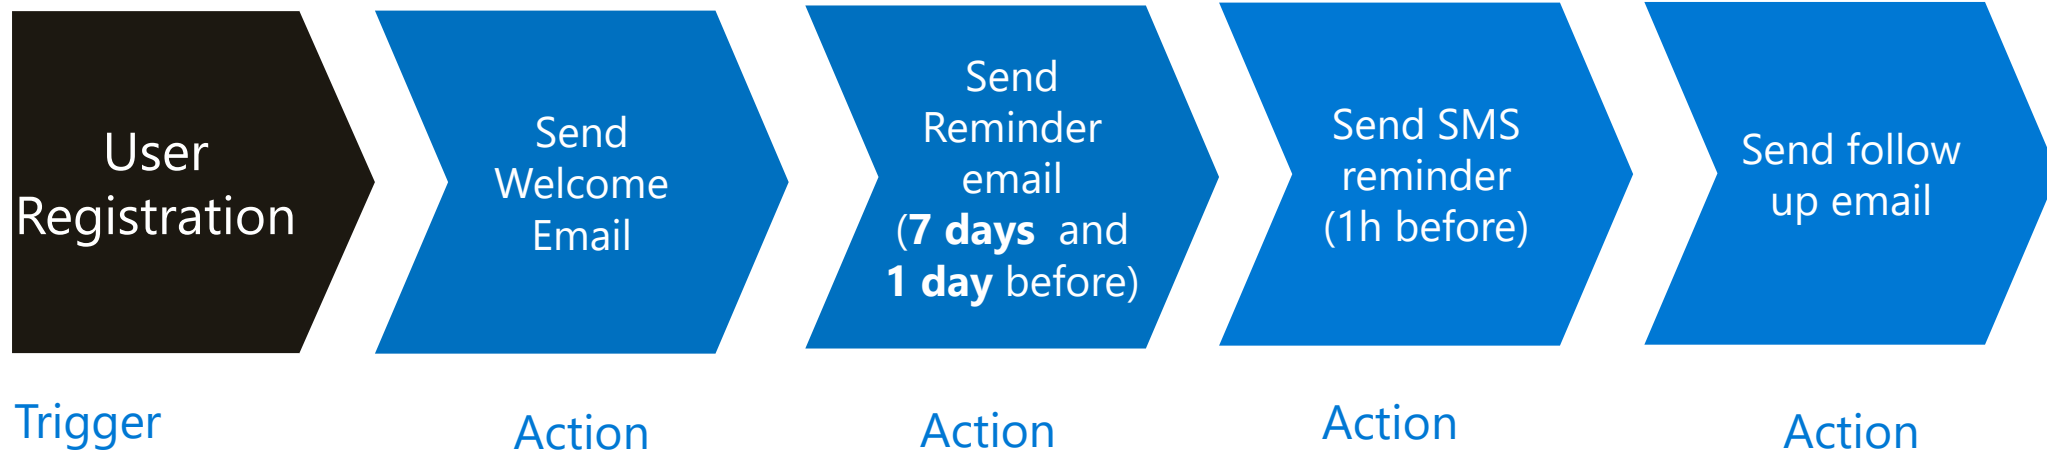 User
Registration
Send
Welcome
Email
Send
Reminder
email
(7 days  and
1 day before)
Send SMS
reminder
(1h before)
Send follow
up email
Trigger
Action
Action
Action
Action